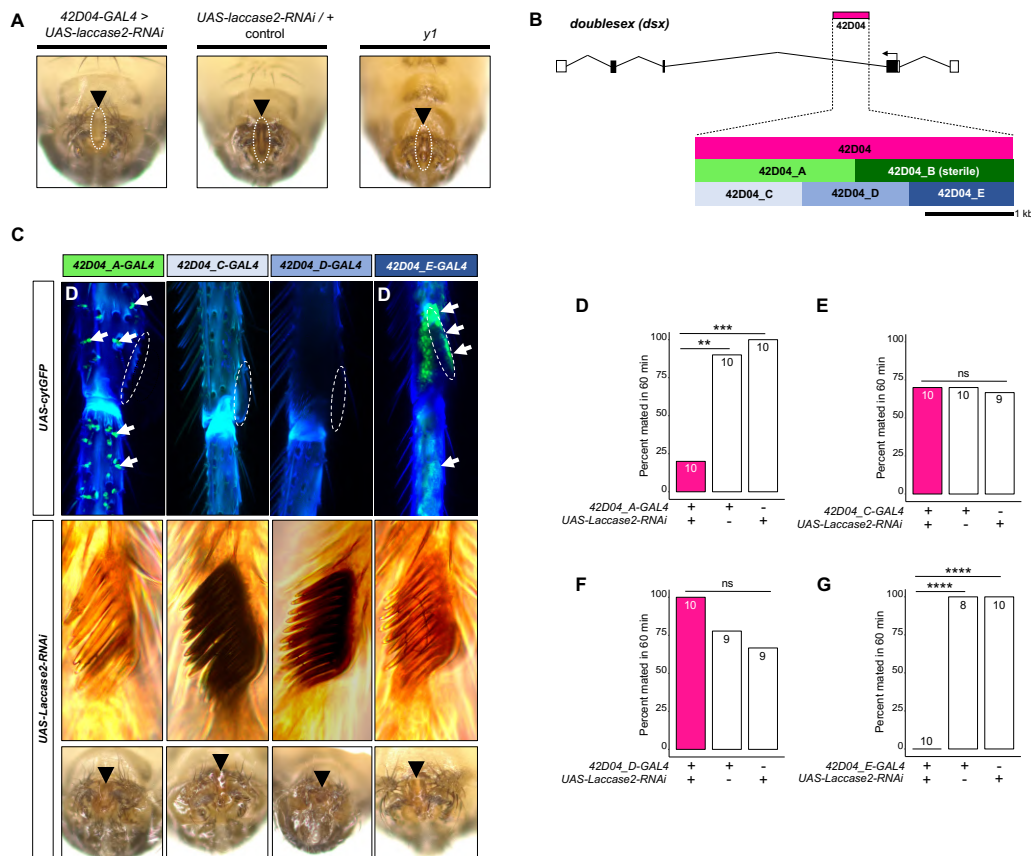 A
42D04-GAL4 >
UAS-laccase2-RNAi
UAS-laccase2-RNAi / +
control
y1
B
doublesex (dsx)
42D04
42D04
42D04_A
42D04_B (sterile)
42D04_C
42D04_D
42D04_E
1 kb
C
42D04_A-GAL4
42D04_C-GAL4
42D04_D-GAL4
42D04_E-GAL4
UAS-cytGFP
D
D
UAS-Laccase2-RNAi
D
Percent mated in 60 min
100
75
50
25
0
***
**
10
10
10
42D04_A-GAL4 + + -
UAS-Laccase2-RNAi + - +
E
Percent mated in 60 min
100
75
50
25
0
ns
10
10
9
42D04_C-GAL4 + + -
UAS-Laccase2-RNAi + - +
F
Percent mated in 60 min
100
75
50
25
0
ns
10
9
9
42D04_D-GAL4 + + -
UAS-Laccase2-RNAi + - +
G
Percent mated in 60 min
100
75
50
25
0
****
****
10
8
10
42D04_E-GAL4 + + -
UAS-Laccase2-RNAi + - +